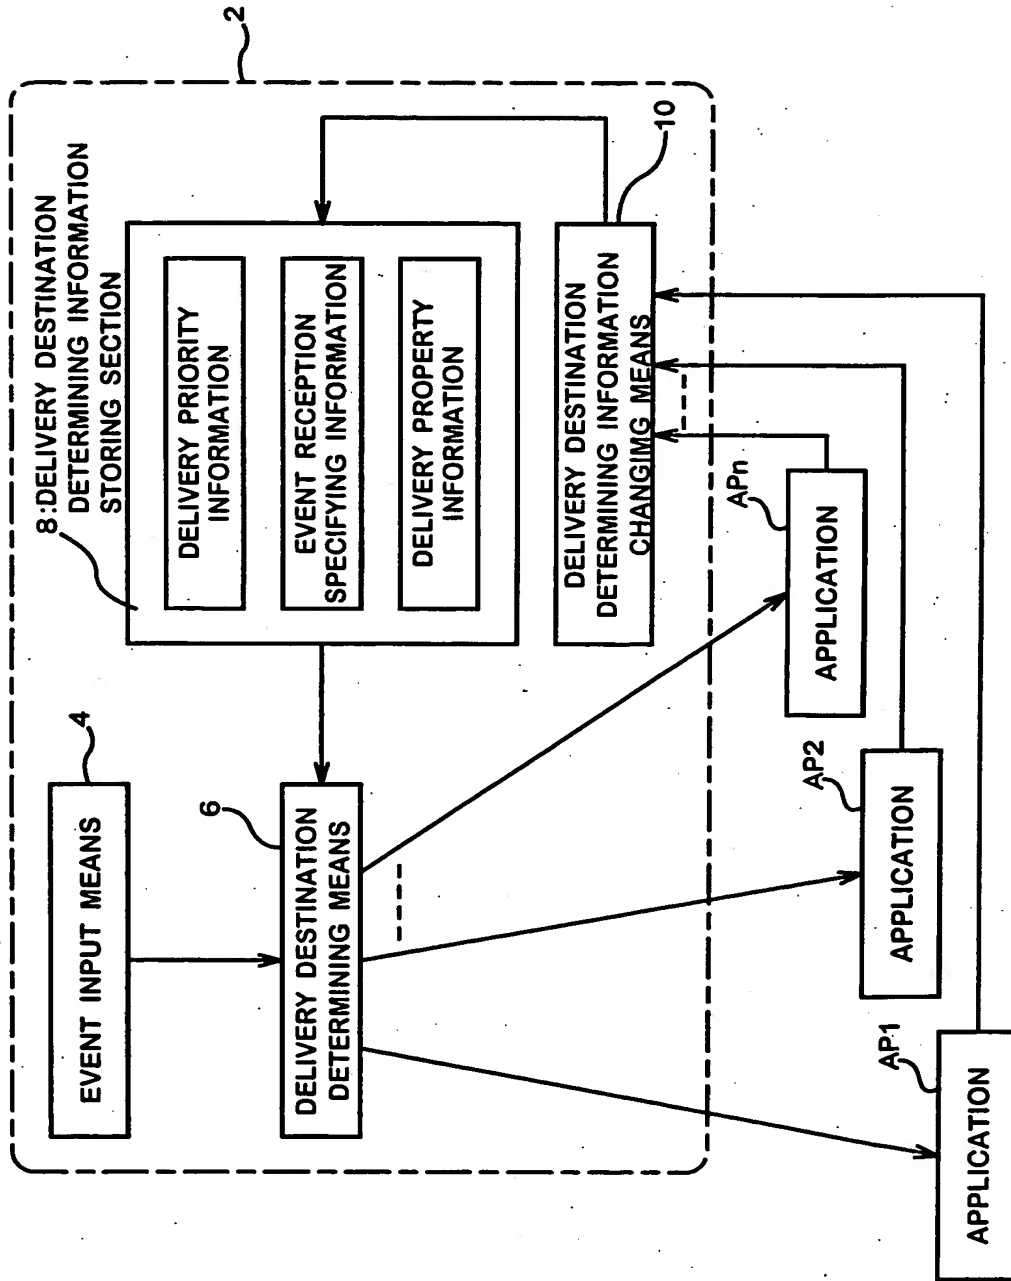 2
4
EVENT INPUT MEANS
8:DELIVERY DESTINATION
DETERMINING INFORMATION
STORING SECTION
DELIVERY PRIORITY
INFORMATION
EVENT RECEPTION
SPECIFYING INFORMATION
DELIVERY PROPERTY
INFORMATION
6
DELIVERY DESTINATION
DETERMINING MEANS
10
DELIVERY DESTINATION
DETERMINING INFORMATION
CHANGIMG MEANS
APn
APPLICATION
AP2
APPLICATION
AP1
APPLICATION